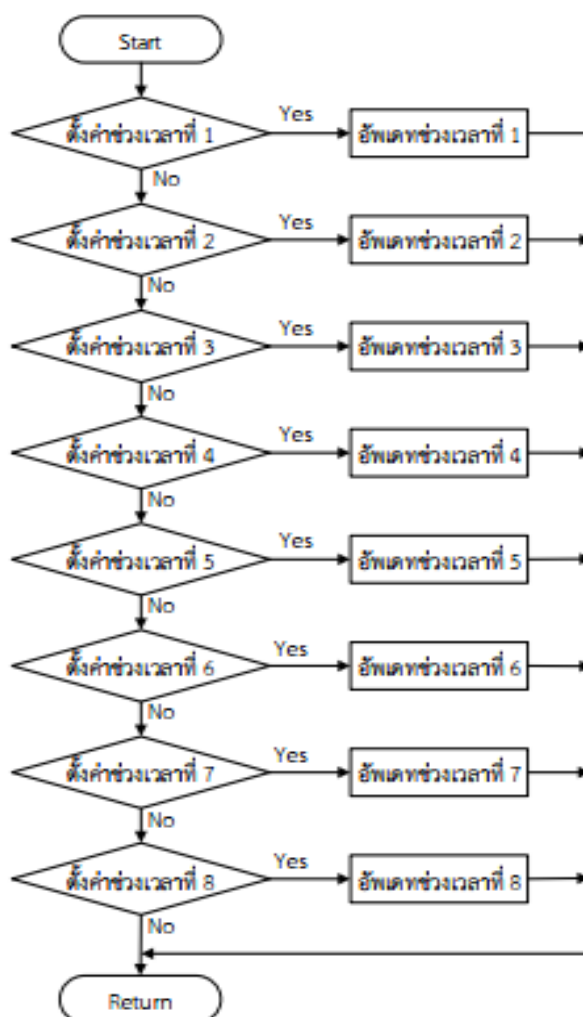 Start
ตั้งค่าช่วงเวลาที่ 1
Yes
อัพเดทช่วงเวลาที่ 1
No
ตั้งค่าช่วงเวลาที่ 2
Yes
อัพเดทช่วงเวลาที่ 2
No
ตั้งค่าช่วงเวลาที่ 3
Yes
อัพเดทช่วงเวลาที่ 3
No
ตั้งค่าช่วงเวลาที่ 4
Yes
อัพเดทช่วงเวลาที่ 4
No
ตั้งค่าช่วงเวลาที่ 5
Yes
อัพเดทช่วงเวลาที่ 5
No
ตั้งค่าช่วงเวลาที่ 6
Yes
อัพเดทช่วงเวลาที่ 6
No
ตั้งค่าช่วงเวลาที่ 7
Yes
อัพเดทช่วงเวลาที่ 7
No
ตั้งค่าช่วงเวลาที่ 8
Yes
อัพเดทช่วงเวลาที่ 8
No
Return